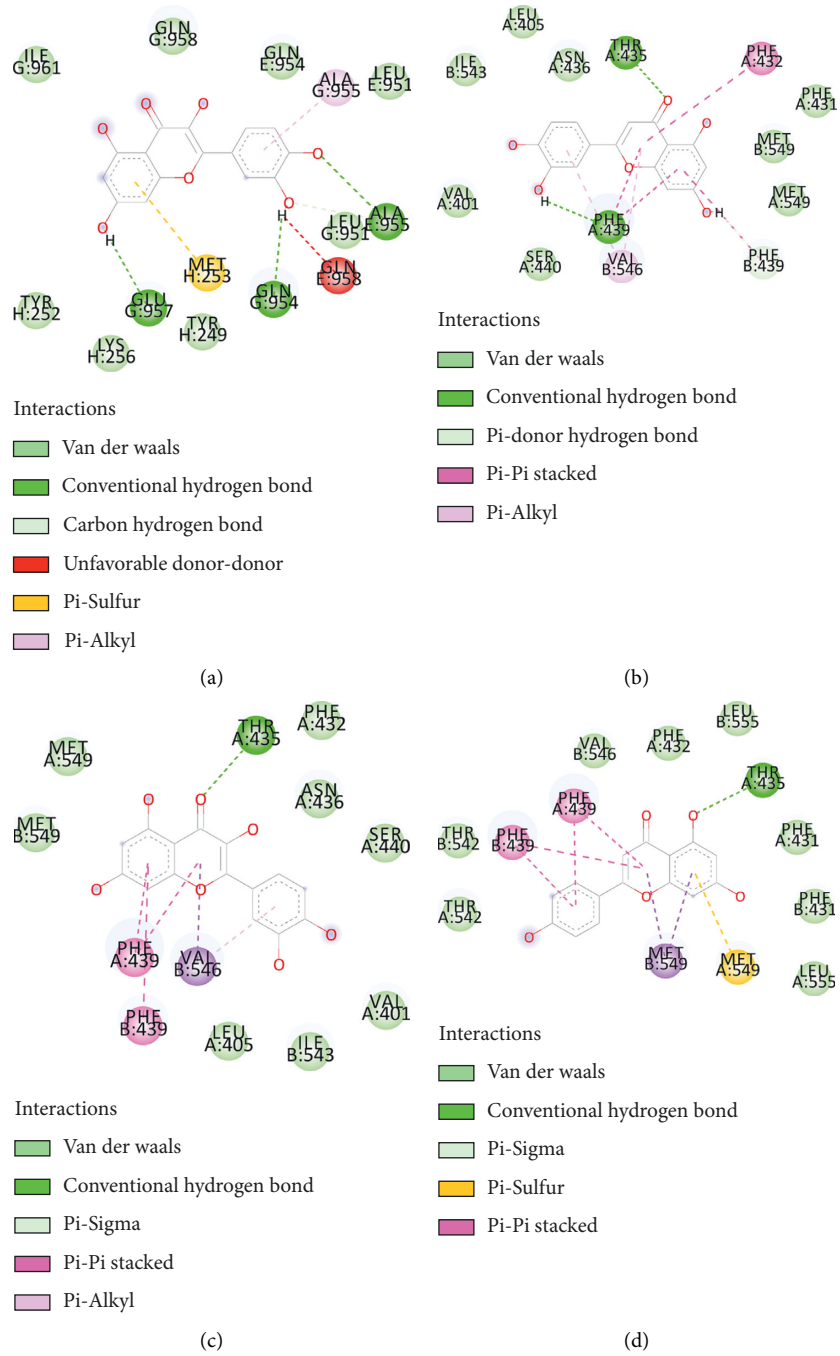 GLN
G:958
ILE
G:961
GLN
E:954
ALA
G:955
LEU
E:951
O
O
O
O
O
O
O
H
H
LEU
G:951
ALA
E:955
MET
H:253
GLN
E:958
GLN
G:954
GLU
G:957
TYR
H:252
TYR
H:249
LYS
H:256
Interactions
Van der waals
Conventional hydrogen bond
Carbon hydrogen bond
Unfavorable donor-donor
Pi-Sulfur
Pi-Alkyl
(a)
LEU
A:405
THR
A:435
PHE
A:432
ILE
B:543
ASN
A:436
PHE
A:431
MET
B:549
MET
A:549
VAL
A:401
O
O
O
O
O
O
H
H
PHE
A:439
SER
A:440
VAL
B:546
PHE
B:439
Interactions
Van der waals
Conventional hydrogen bond
Pi-donor hydrogen bond
Pi-Pi stacked
Pi-Alkyl
(b)
THR
A:435
PHE
A:432
MET
A:549
ASN
A:436
MET
B:549
SER
A:440
O
O
O
O
O
O
O
PHE
A:439
VAL
B:546
PHE
B:439
LEU
A:405
ILE
B:543
VAL
A:401
Interactions
Van der waals
Conventional hydrogen bond
Pi-Sigma
Pi-Pi stacked
Pi-Alkyl
(c)
LEU
B:555
PHE
A:432
VAL
B:546
THR
A:435
PHE
A:439
PHE
B:439
THR
B:542
PHE
A:431
THR
A:542
PHE
B:431
O
O
O
O
O
MET
B:549
MET
A:549
LEU
A:555
Interactions
Van der waals
Conventional hydrogen bond
Pi-Sigma
Pi-Sulfur
Pi-Pi stacked
(d)